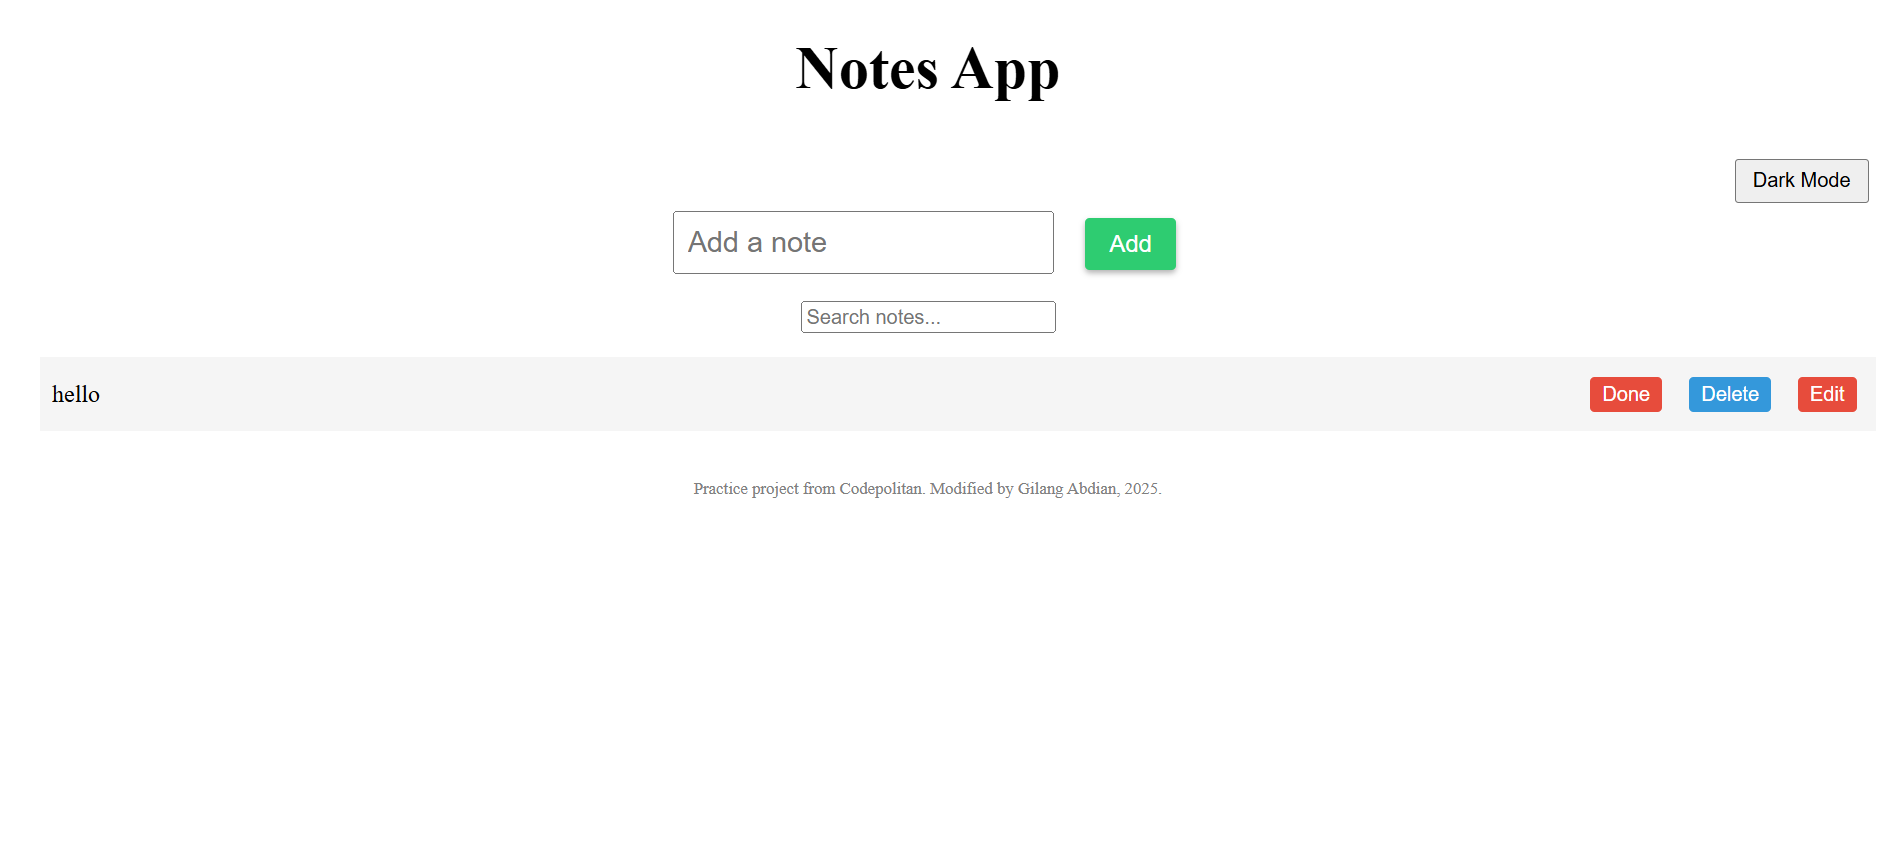 Notes App
Dark Mode
Add a note Add
Search notes...
hello Done Delete Edit
Practice project from Codepolitan. Modified by Gilang Abdian, 2025.